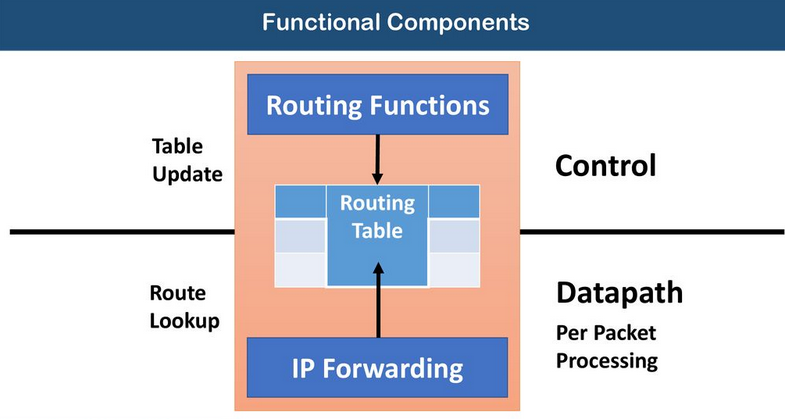 Functional Components
Routing Functions
Table
Update
Control
Routing
Table
Route
Lookup
Datapath
Per Packet
Processing
IP Forwarding